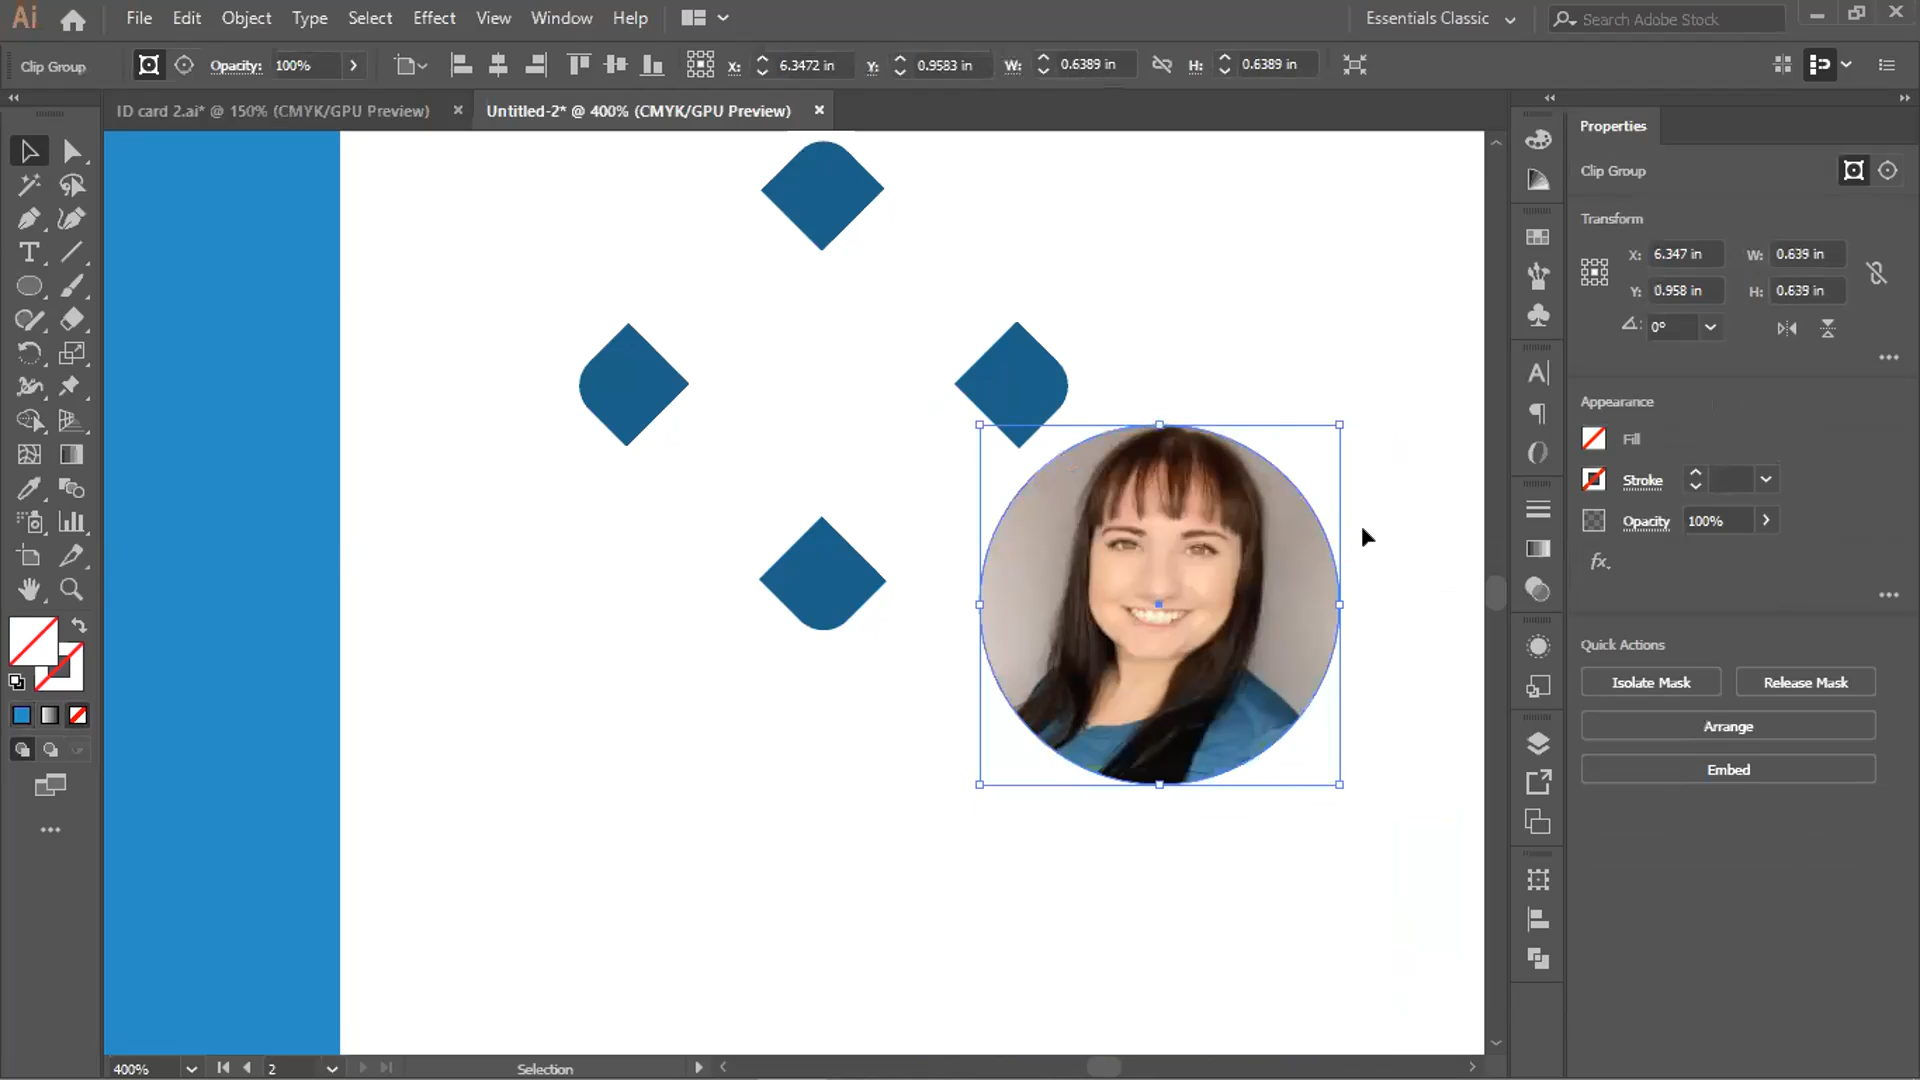 Ai File Edit Object Type Select Effect View Window Help Essentials Classic Search Adobe Stock
Clip Group Opacity: 100% X: 6.3472 in Y: 0.9583 in W: 0.6389 in H: 0.6389 in
ID card 2.ai* @ 150% (CMYK/GPU Preview) Untitled-2* @ 400% (CMYK/GPU Preview)
Properties
Clip Group
Transform
X: 6.347 in W: 0.639 in
Y: 0.958 in H: 0.639 in
0°
Appearance
Fill
Stroke
Opacity 100%
fx.
Quick Actions
Isolate Mask Release Mask
Arrange
Embed
400% 2 Selection